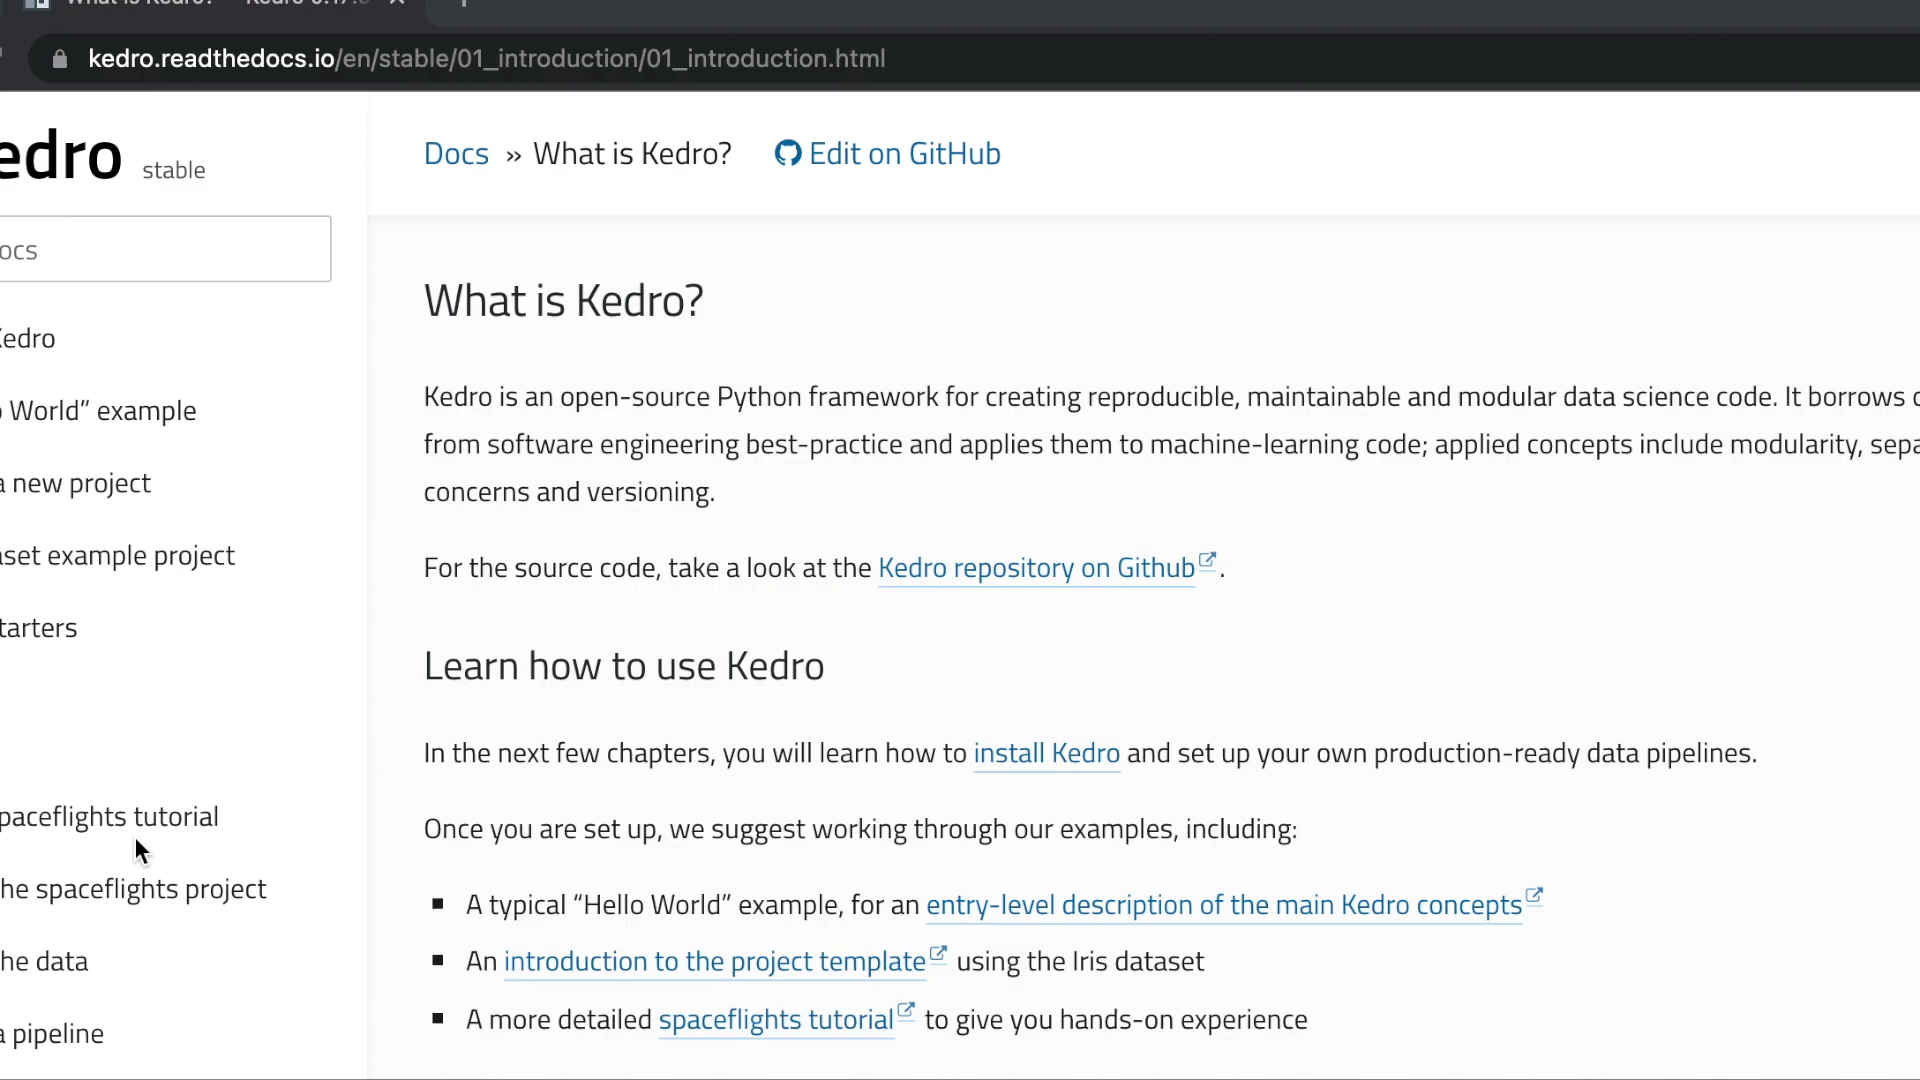 What is Kedro?
kedro.readthedocs.io/en/stable/01_introduction/01_introduction.html
edro stable
ocs
Kedro
World” example
a new project
set example project
tarters
spaceflights tutorial
he spaceflights project
he data
a pipeline
Docs » What is Kedro? Edit on GitHub
What is Kedro?
Kedro is an open-source Python framework for creating reproducible, maintainable and modular data science code. It borrows
from software engineering best-practice and applies them to machine-learning code; applied concepts include modularity, sepa
concerns and versioning.
For the source code, take a look at the Kedro repository on Github.
Learn how to use Kedro
In the next few chapters, you will learn how to install Kedro and set up your own production-ready data pipelines.
Once you are set up, we suggest working through our examples, including:
▪ A typical “Hello World” example, for an entry-level description of the main Kedro concepts
▪ An introduction to the project template using the Iris dataset
▪ A more detailed spaceflights tutorial to give you hands-on experience